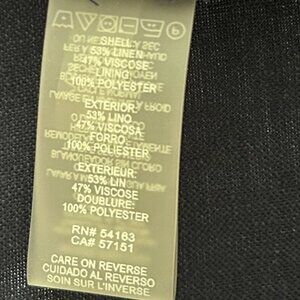 SHELL:
53% LINEN
47% VISCOSE
LINING:
100% POLYESTER
EXTERIOR:
53% LINO
47% VISCOSA
FORRO:
100% POLIESTER
EXTERIEUR:
53% LIN
47% VISCOSE
DOUBLURE:
100% POLYESTER
RN# 54163
CA# 57151
CARE ON REVERSE
CUIDADO AL REVERSO
SOIN SUR L'INVERSE